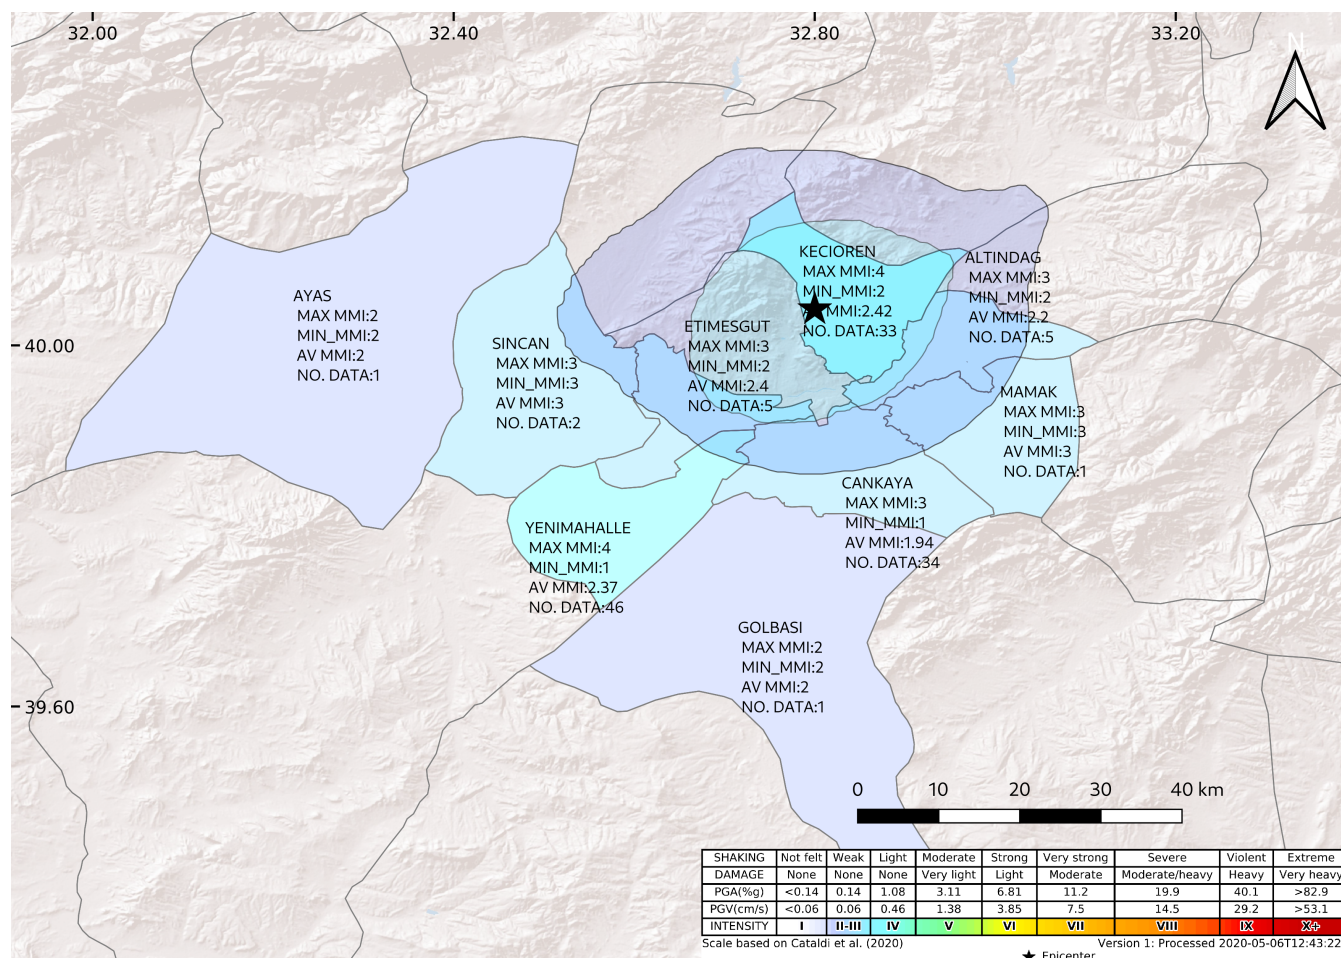 32.00 32.40 32.80 33.20
N
40.00
39.60
KECIOREN
MAX MMI:4
MIN_MMI:2
MMI:2.42
NO. DATA:33
ALTINDAG
MAX MMI:3
MIN_MMI:2
AV MMI:2.2
NO. DATA:5
AYAS
MAX MMI:2
MIN_MMI:2
AV MMI:2
NO. DATA:1
ETIMESGUT
MAX MMI:3
MIN_MMI:2
AV MMI:2.4
NO. DATA:5
SINCAN
MAX MMI:3
MIN_MMI:3
AV MMI:3
NO. DATA:2
MAMAK
MAX MMI:3
MIN_MMI:3
AV MMI:3
NO. DATA:1
CANKAYA
MAX MMI:3
MIN_MMI:1
AV MMI:1.94
NO. DATA:34
YENIMAHALLE
MAX MMI:4
MIN_MMI:1
AV MMI:2.37
NO. DATA:46
GOLBASI
MAX MMI:2
MIN_MMI:2
AV MMI:2
NO. DATA:1
0 10 20 30 40 km
SHAKING Not felt Weak Light Moderate Strong Very strong Severe Violent Extreme
DAMAGE None None None Very light Light Moderate Moderate/heavy Heavy Very heavy
PGA(%g) <0.14 0.14 1.08 3.11 6.81 11.2 19.9 40.1 >82.9
PGV(cm/s) <0.06 0.06 0.46 1.38 3.85 7.5 14.5 29.2 >53.1
INTENSITY I II-III IV V VI VII VIII IX X+
Scale based on Cataldi et al. (2020) Version 1: Processed 2020-05-06T12:43:22
Epicenter